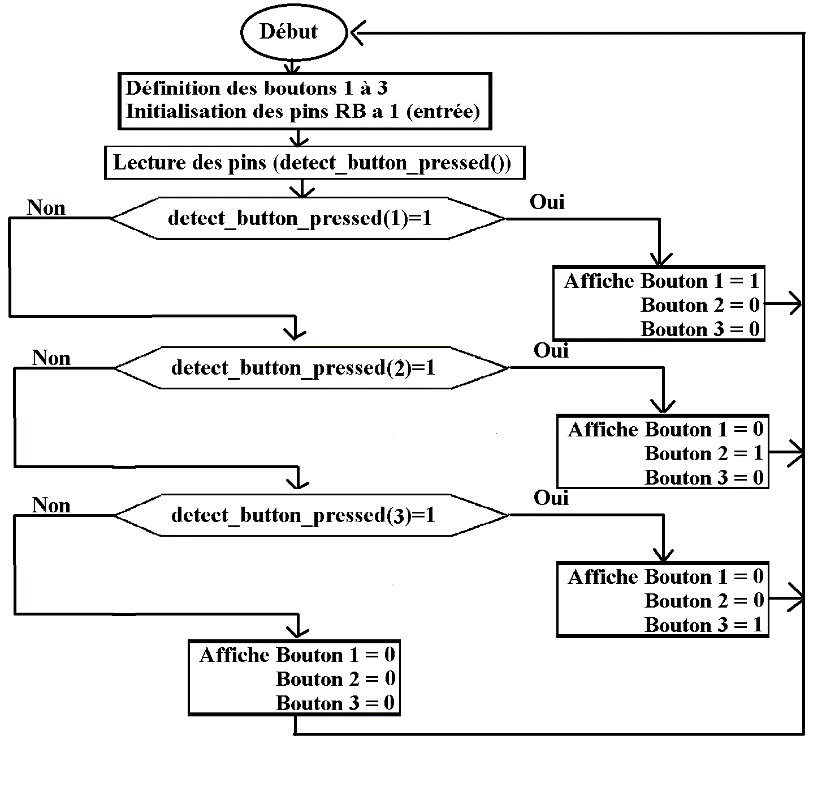 Début
Définition des boutons 1 à 3
Initialisation des pins RB a 1 (entrée)
Lecture des pins (detect_button_pressed())
Non
detect_button_pressed(1)=1
Oui
Affiche Bouton 1 = 1
Bouton 2 = 0
Bouton 3 = 0
Non
detect_button_pressed(2)=1
Oui
Affiche Bouton 1 = 0
Bouton 2 = 1
Bouton 3 = 0
Non
detect_button_pressed(3)=1
Oui
Affiche Bouton 1 = 0
Bouton 2 = 0
Bouton 3 = 1
Affiche Bouton 1 = 0
Bouton 2 = 0
Bouton 3 = 0